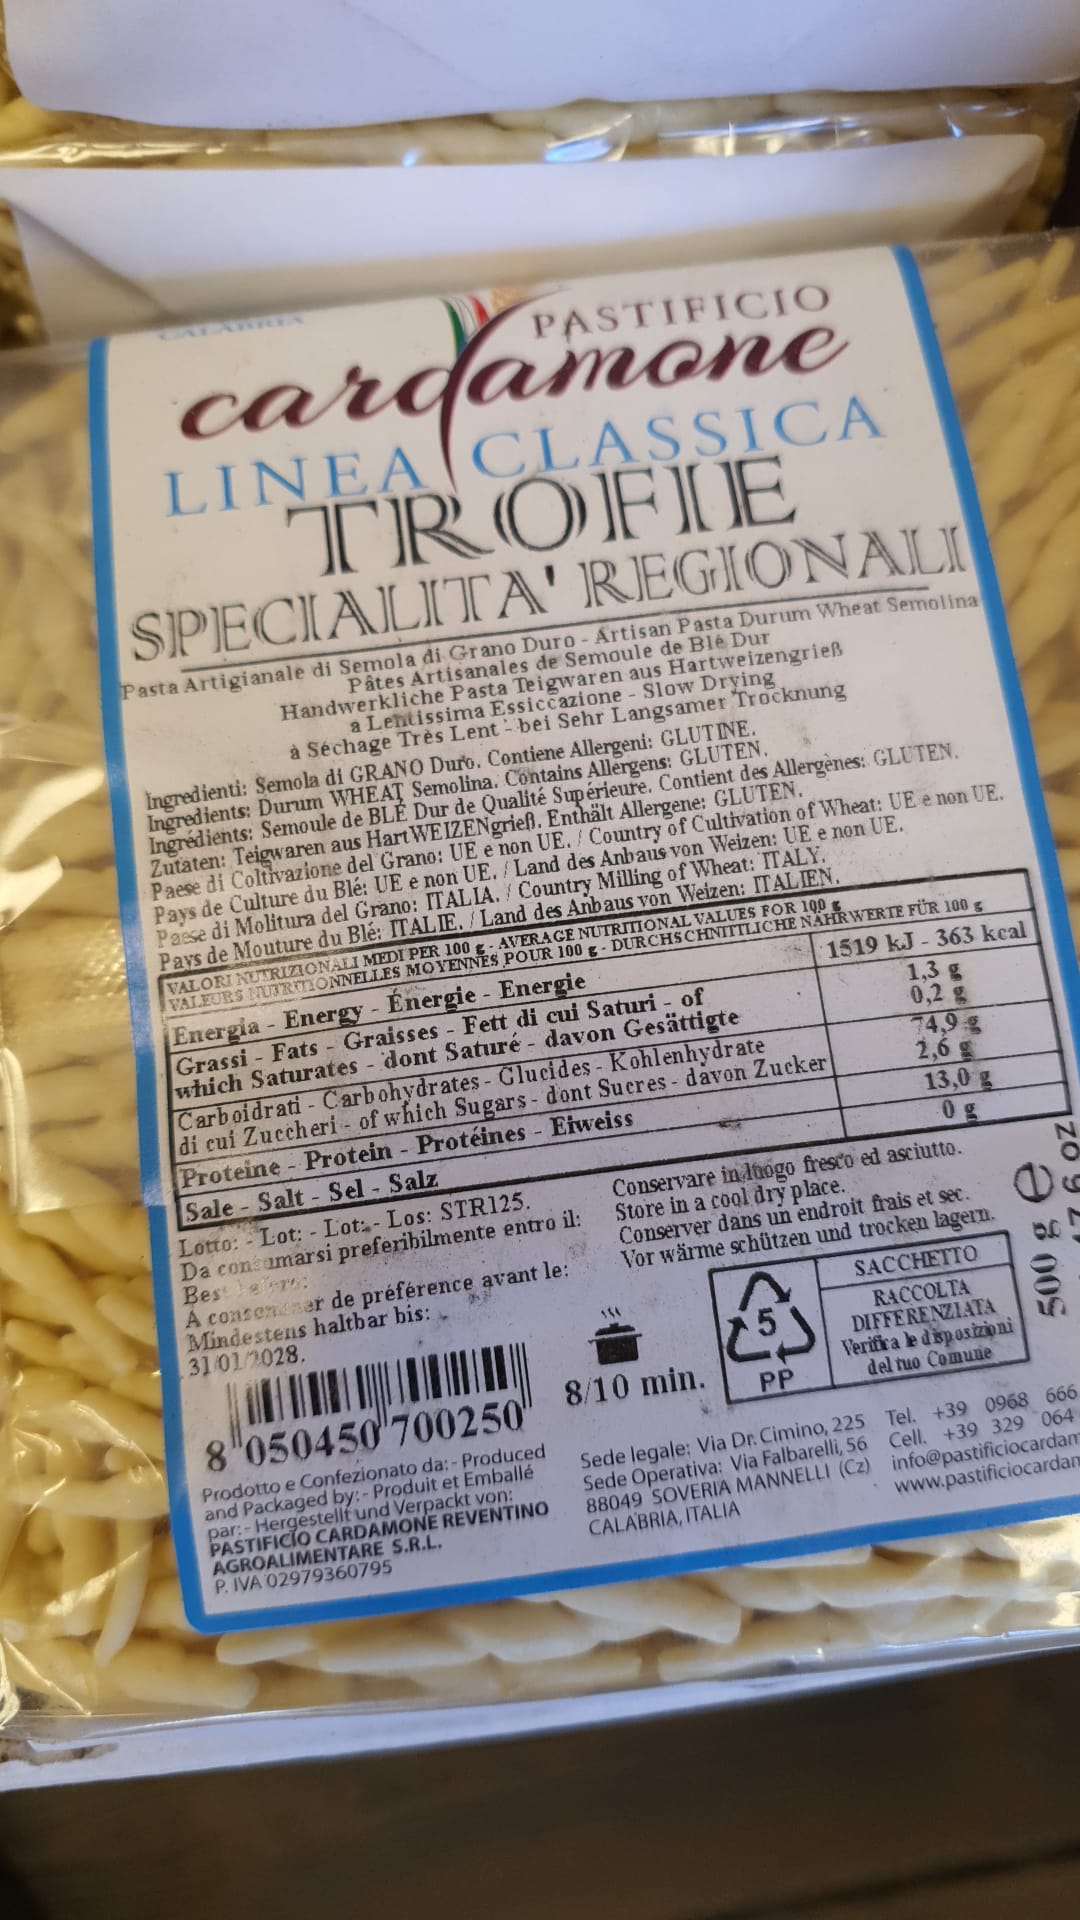 CALABRIA
PASTIFICIO
cardamone
LINEA CLASSICA
TROFIE
SPECIALITA' REGIONALI
Pasta Artigianale di Semola di Grano Duro - Artisan Pasta Durum Wheat Semolina
Pâtes Artisanales de Semoule de Blé Dur
Handwerkliche Pasta Teigwaren aus Hartweizengrieß
a Lentissima Essiccazione - Slow Drying
à Séchage Très Lent - bei Sehr Langsamer Trocknung
Ingredienti: Semola di GRANO Duro. Contiene Allergeni: GLUTINE.
Ingredients: Durum WHEAT Semolina. Contains Allergens: GLUTEN.
Ingrédients: Semoule de BLÉ Dur de Qualité Supérieure. Contient des Allergènes: GLUTEN.
Zutaten: Teigwaren aus HartWEIZENgrieß. Enthält Allergene: GLUTEN.
Paese di Coltivazione del Grano: UE e non UE. / Country of Cultivation of Wheat: UE e non UE.
Pays de Culture du Blé: UE e non UE. / Land des Anbaus von Weizen: UE e non UE.
Paese di Molitura del Grano: ITALIA. / Country Milling of Wheat: ITALY.
Pays de Mouture du Blé: ITALIE. / Land des Anbaus von Weizen: ITALIEN.
VALORI NUTRIZIONALI MEDI PER 100 g - AVERAGE NUTRITIONAL VALUES FOR 100 g
VALEURS NUTRITIONNELLES MOYENNES POUR 100 g - DURCHSCHNITTLICHE NÄHRWERTE FÜR 100 g
Energia - Energy - Énergie - Energie 1519 kJ - 363 kcal
Grassi - Fats - Graisses - Fett di cui Saturi - of 1,3 g
which Saturates - dont Saturé - davon Gesättigte 0,2 g
Carboidrati - Carbohydrates - Glucides - Kohlenhydrate 74,9 g
di cui Zuccheri - of which Sugars - dont Sucres - davon Zucker 2,6 g
Proteine - Protein - Protéines - Eiweiss 13,0 g
Sale - Salt - Sel - Salz 0 g
Lotto: - Lot: - Lot: - Los: STR125.
Da consumarsi preferibilmente entro il:
Best before:
À consommer de préférence avant le:
Mindestens haltbar bis:
31/01/2028.
Conservare in luogo fresco ed asciutto.
Store in a cool dry place.
Conserver dans un endroit frais et sec.
Vor wärme schützen und trocken lagern.
500 g e
8/10 min.
5
PP
SACCHETTO
RACCOLTA
DIFFERENZIATA
Verifica le disposizioni
del tuo Comune
8 050450 700250
Prodotto e Confezionato da: - Produced
and Packaged by: - Produit et Emballé
par: - Hergestellt und Verpackt von:
PASTIFICIO CARDAMONE REVENTINO
AGROALIMENTARE S.R.L.
P. IVA 02979360795
Sede legale: Via Dr. Cimino, 225
Sede Operativa: Via Falbarelli, 56
88049 SOVERIA MANNELLI (Cz)
CALABRIA, ITALIA
Tel. +39 0968 666
Cell. +39 329 064
info@pastificiocardam
www.pastificiocardam